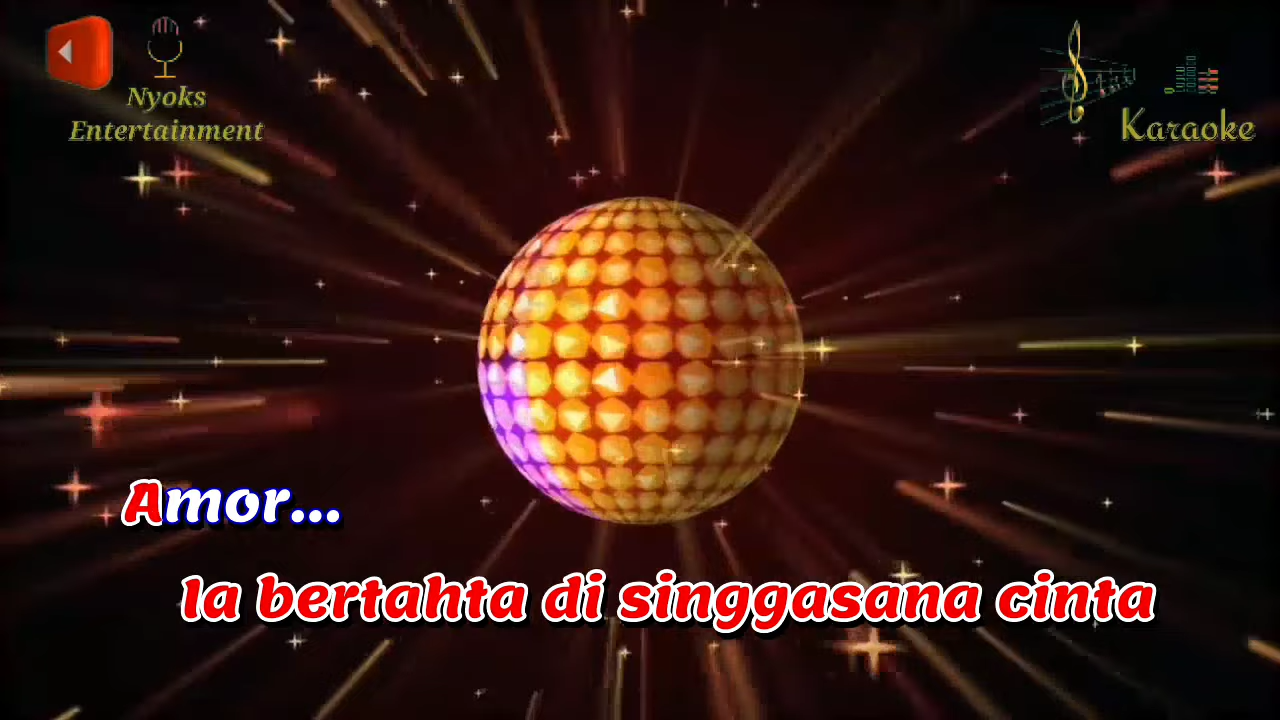 Nyoks
Entertainment
Karaoke
Amor...
Ia bertahta di singgasana cinta